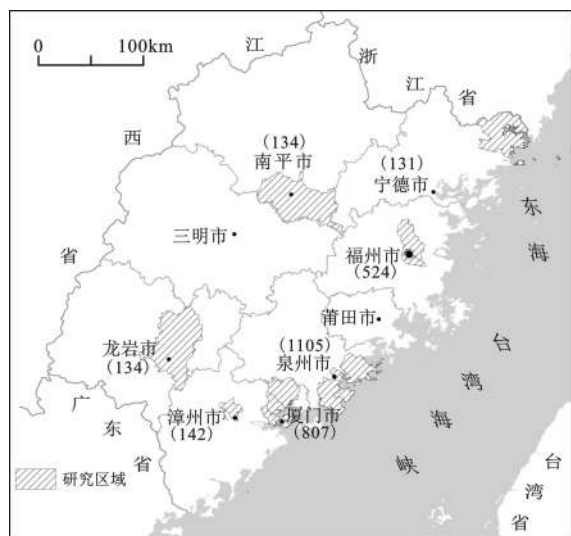 0 100km
江
西
省
浙
江
省
(134)
南平市
(131)
宁德市
三明市
福州市
(524)
东
海
莆田市
龙岩市
(134)
(1105)
泉州市
漳州市
(142)
厦门市
(807)
广
东
省
台
湾
海
峡
台
湾
省
研究区域